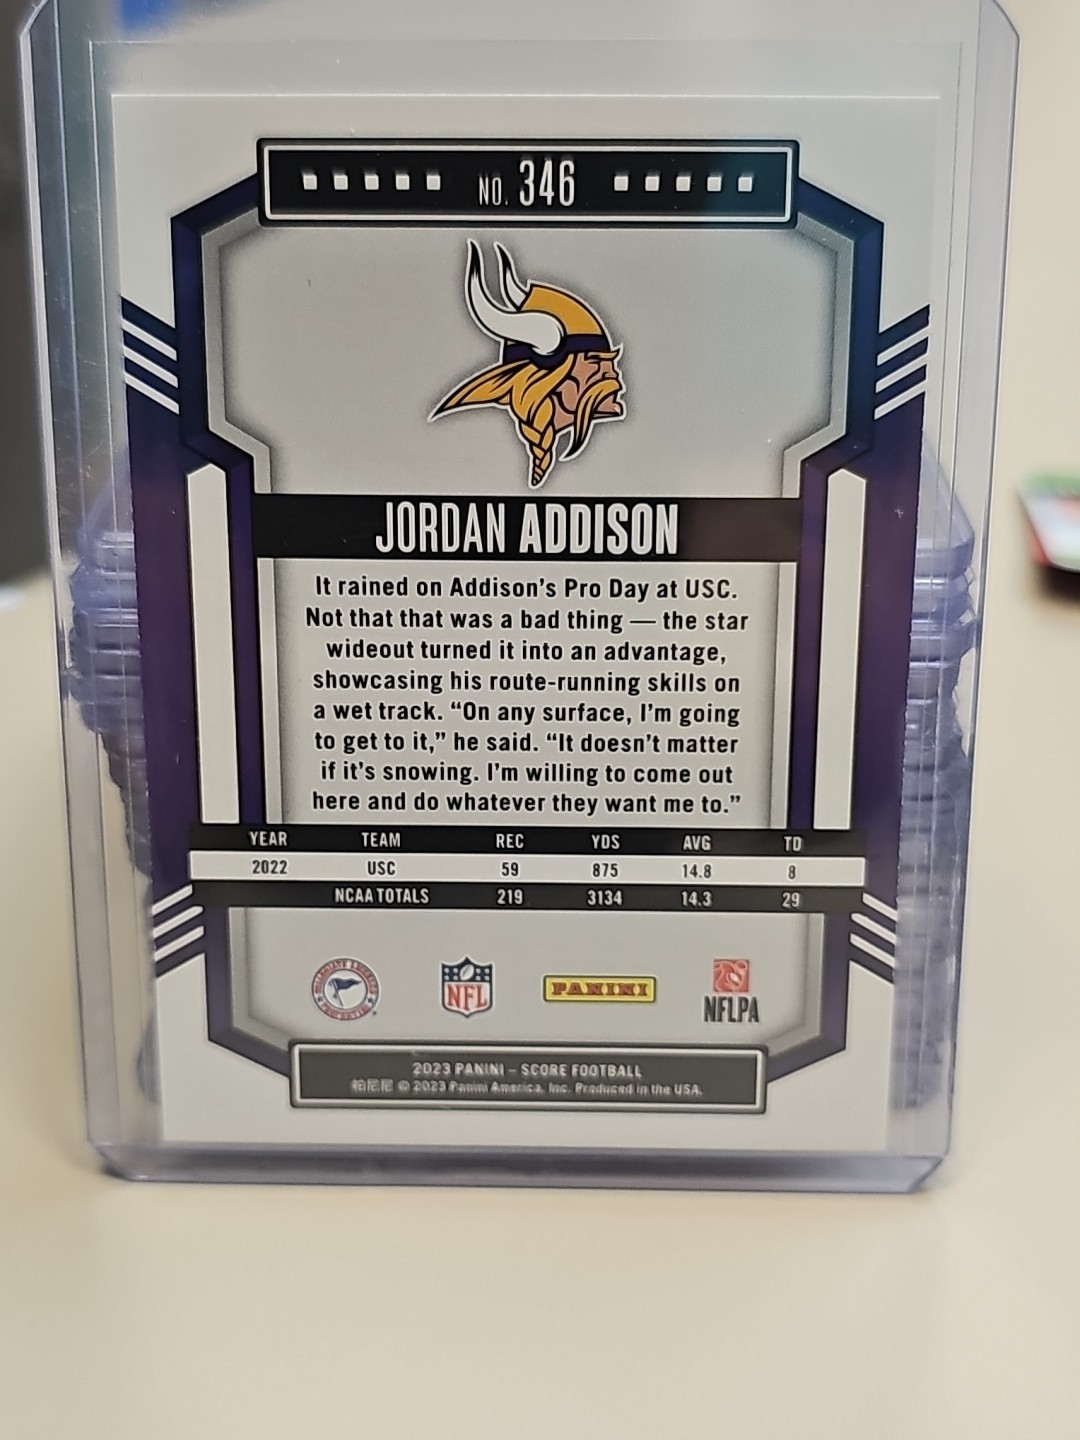 NO. 346
JORDAN ADDISON
It rained on Addison's Pro Day at USC.
Not that that was a bad thing — the star
wideout turned it into an advantage,
showcasing his route-running skills on
a wet track. “On any surface, I'm going
to get to it,” he said. “It doesn't matter
if it's snowing. I'm willing to come out
here and do whatever they want me to.”
YEAR TEAM REC YDS AVG TD
2022 USC 59 875 14.8 8
NCAA TOTALS 219 3134 14.3 29
NFL
PANINI
NFLPA
2023 PANINI – SCORE FOOTBALL
帕尼尼 © 2023 Panini America, Inc. Produced in the USA.